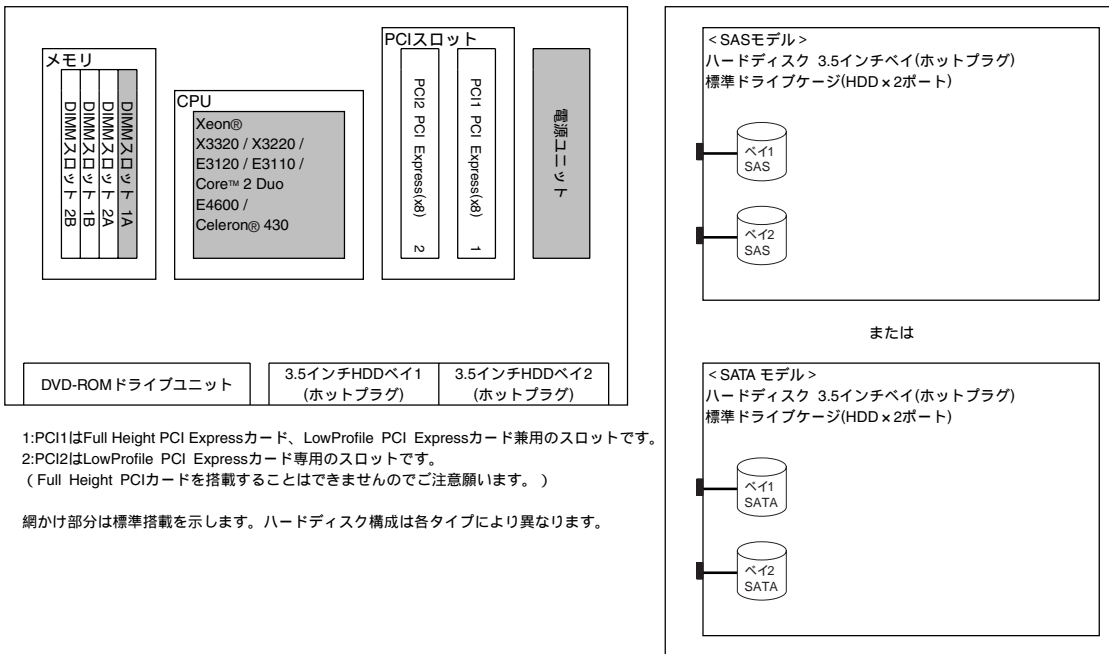 メモリ
DIMMスロット 2B
DIMMスロット 1B
DIMMスロット 2A
DIMMスロット 1A
CPU
Xeon®
X3320 / X3220 /
E3120 / E3110 /
Core™ 2 Duo
E4600 /
Celeron® 430
PCIスロット
PCI2 PCI Express(x8) 2
PCI1 PCI Express(x8) 1
電源ユニット
DVD-ROMドライブユニット
3.5インチHDDベイ1
(ホットプラグ)
3.5インチHDDベイ2
(ホットプラグ)
1:PCI1はFull Height PCI Expressカード、LowProfile PCI Expressカード兼用のスロットです。
2:PCI2はLowProfile PCI Expressカード専用のスロットです。
(Full Height PCIカードを搭載することはできませんのでご注意願います。)
網かけ部分は標準搭載を示します。ハードディスク構成は各タイプにより異なります。
<SASモデル>
ハードディスク 3.5インチベイ(ホットプラグ)
標準ドライブケージ(HDD×2ポート)
ベイ1
SAS
ベイ2
SAS
または
<SATA モデル>
ハードディスク 3.5インチベイ(ホットプラグ)
標準ドライブケージ(HDD×2ポート)
ベイ1
SATA
ベイ2
SATA